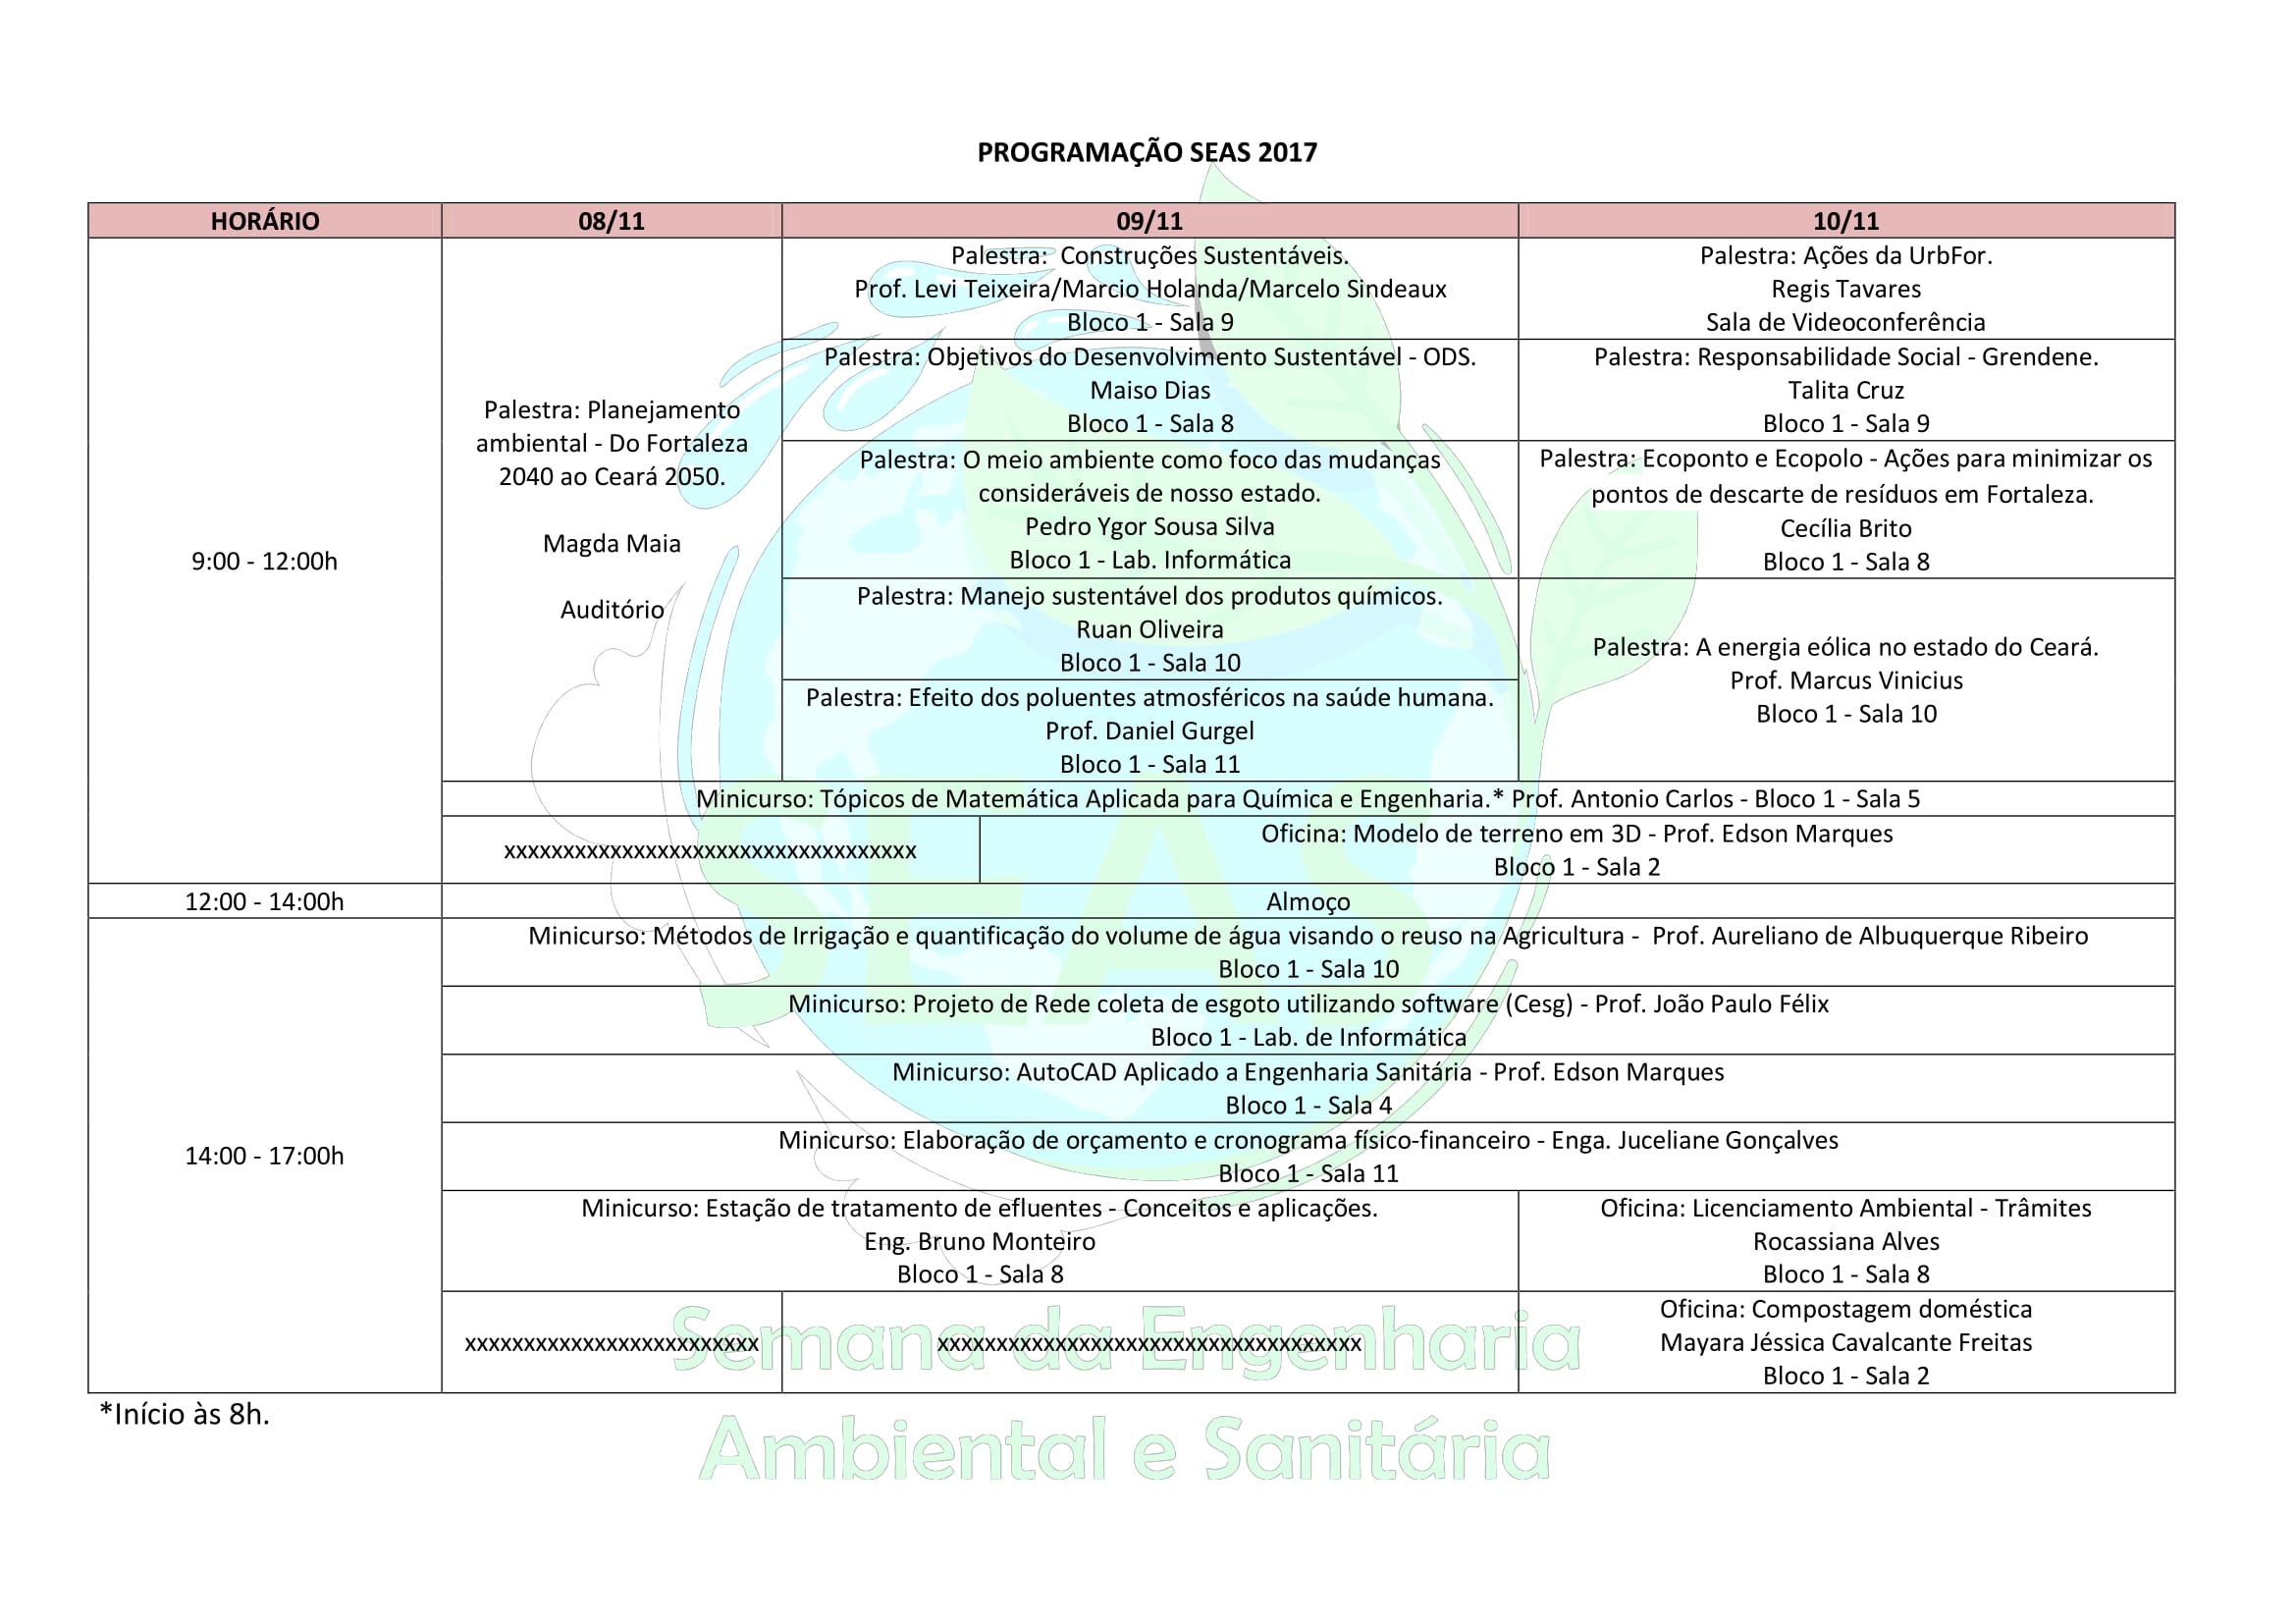 PROGRAMAÇÃO SEAS 2017
HORÁRIO
08/11
09/11
10/11
9:00 - 12:00h
Palestra: Planejamento
ambiental - Do Fortaleza
2040 ao Ceará 2050.
Magda Maia
Auditório
Palestra: Construções Sustentáveis.
Prof. Levi Teixeira/Marcio Holanda/Marcelo Sindeaux
Bloco 1 - Sala 9
Palestra: Ações da UrbFor.
Regis Tavares
Sala de Videoconferência
Palestra: Objetivos do Desenvolvimento Sustentável - ODS.
Maiso Dias
Bloco 1 - Sala 8
Palestra: Responsabilidade Social - Grendene.
Talita Cruz
Bloco 1 - Sala 9
Palestra: O meio ambiente como foco das mudanças
consideráveis de nosso estado.
Pedro Ygor Sousa Silva
Bloco 1 - Lab. Informática
Palestra: Ecoponto e Ecopolo - Ações para minimizar os
pontos de descarte de resíduos em Fortaleza.
Cecília Brito
Bloco 1 - Sala 8
Palestra: Manejo sustentável dos produtos químicos.
Ruan Oliveira
Bloco 1 - Sala 10
Palestra: Efeito dos poluentes atmosféricos na saúde humana.
Prof. Daniel Gurgel
Bloco 1 - Sala 11
Palestra: A energia eólica no estado do Ceará.
Prof. Marcus Vinicius
Bloco 1 - Sala 10
Minicurso: Tópicos de Matemática Aplicada para Química e Engenharia.* Prof. Antonio Carlos - Bloco 1 - Sala 5
xxxxxxxxxxxxxxxxxxxxxxxxxxxxxxxxxxx
Oficina: Modelo de terreno em 3D - Prof. Edson Marques
Bloco 1 - Sala 2
12:00 - 14:00h
Almoço
14:00 - 17:00h
Minicurso: Métodos de Irrigação e quantificação do volume de água visando o reuso na Agricultura - Prof. Aureliano de Albuquerque Ribeiro
Bloco 1 - Sala 10
Minicurso: Projeto de Rede coleta de esgoto utilizando software (Cesg) - Prof. João Paulo Félix
Bloco 1 - Lab. de Informática
Minicurso: AutoCAD Aplicado a Engenharia Sanitária - Prof. Edson Marques
Bloco 1 - Sala 4
Minicurso: Elaboração de orçamento e cronograma físico-financeiro - Enga. Juceliane Gonçalves
Bloco 1 - Sala 11
Minicurso: Estação de tratamento de efluentes - Conceitos e aplicações.
Eng. Bruno Monteiro
Bloco 1 - Sala 8
Oficina: Licenciamento Ambiental - Trâmites
Rocassiana Alves
Bloco 1 - Sala 8
xxxxxxxxxxxxxxxxxxxxxxxxx
xxxxxxxxxxxxxxxxxxxxxxxxxxxxxxxxxxxx
Oficina: Compostagem doméstica
Mayara Jéssica Cavalcante Freitas
Bloco 1 - Sala 2
*Início às 8h.
SEAS
Semana da Engenharia
Ambiental e Sanitária